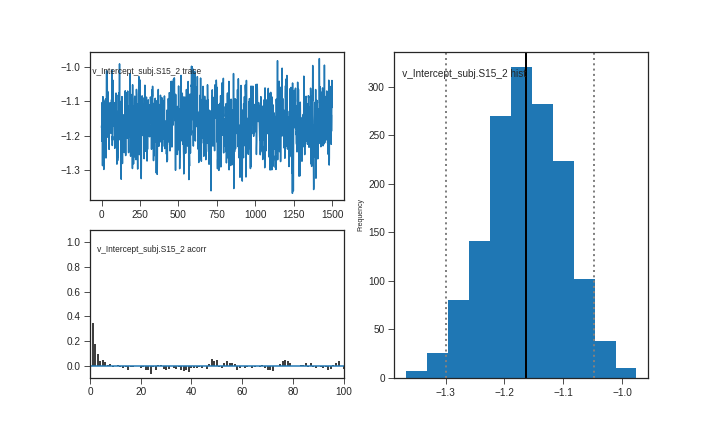 v_Intercept_subj.S15_2 trace
−1.0
−1.1
−1.2
−1.3
0 250 500 750 1000 1250 1500
v_Intercept_subj.S15_2 acorr
1.0
0.8
0.6
0.4
0.2
0.0
0 20 40 60 80 100
v_Intercept_subj.S15_2 hist
Frequency
300
250
200
150
100
50
0
−1.3 −1.2 −1.1 −1.0